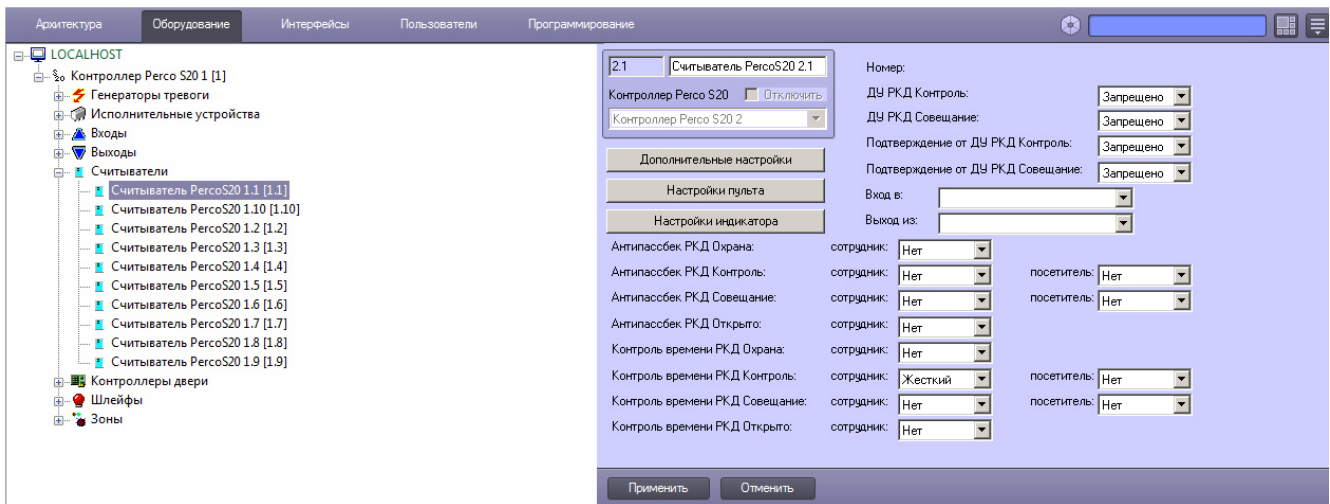 Архитектура Оборудование Интерфейсы Пользователи Программирование
LOCALHOST
Контроллер Perco S20 1 [1]
Генераторы тревоги
Исполнительные устройства
Входы
Выходы
Считыватели
Считыватель PercoS20 1.1 [1.1]
Считыватель PercoS20 1.10 [1.10]
Считыватель PercoS20 1.2 [1.2]
Считыватель PercoS20 1.3 [1.3]
Считыватель PercoS20 1.4 [1.4]
Считыватель PercoS20 1.5 [1.5]
Считыватель PercoS20 1.6 [1.6]
Считыватель PercoS20 1.7 [1.7]
Считыватель PercoS20 1.8 [1.8]
Считыватель PercoS20 1.9 [1.9]
Контроллеры двери
Шлейфы
Зоны
2.1 Считыватель PercoS20 2.1
Контроллер Perco S20 Отключить
Контроллер Perco S20 2
Дополнительные настройки
Настройки пульта
Настройки индикатора
Номер:
ДУ РКД Контроль: Запрещено
ДУ РКД Совещание: Запрещено
Подтверждение от ДУ РКД Контроль: Запрещено
Подтверждение от ДУ РКД Совещание: Запрещено
Вход в:
Выход из:
Антипассбек РКД Охрана: сотрудник: Нет
Антипассбек РКД Контроль: сотрудник: Нет посетитель: Нет
Антипассбек РКД Совещание: сотрудник: Нет посетитель: Нет
Антипассбек РКД Открыто: сотрудник: Нет
Контроль времени РКД Охрана: сотрудник: Нет
Контроль времени РКД Контроль: сотрудник: Жесткий посетитель: Нет
Контроль времени РКД Совещание: сотрудник: Нет посетитель: Нет
Контроль времени РКД Открыто: сотрудник: Нет
Применить Отменить